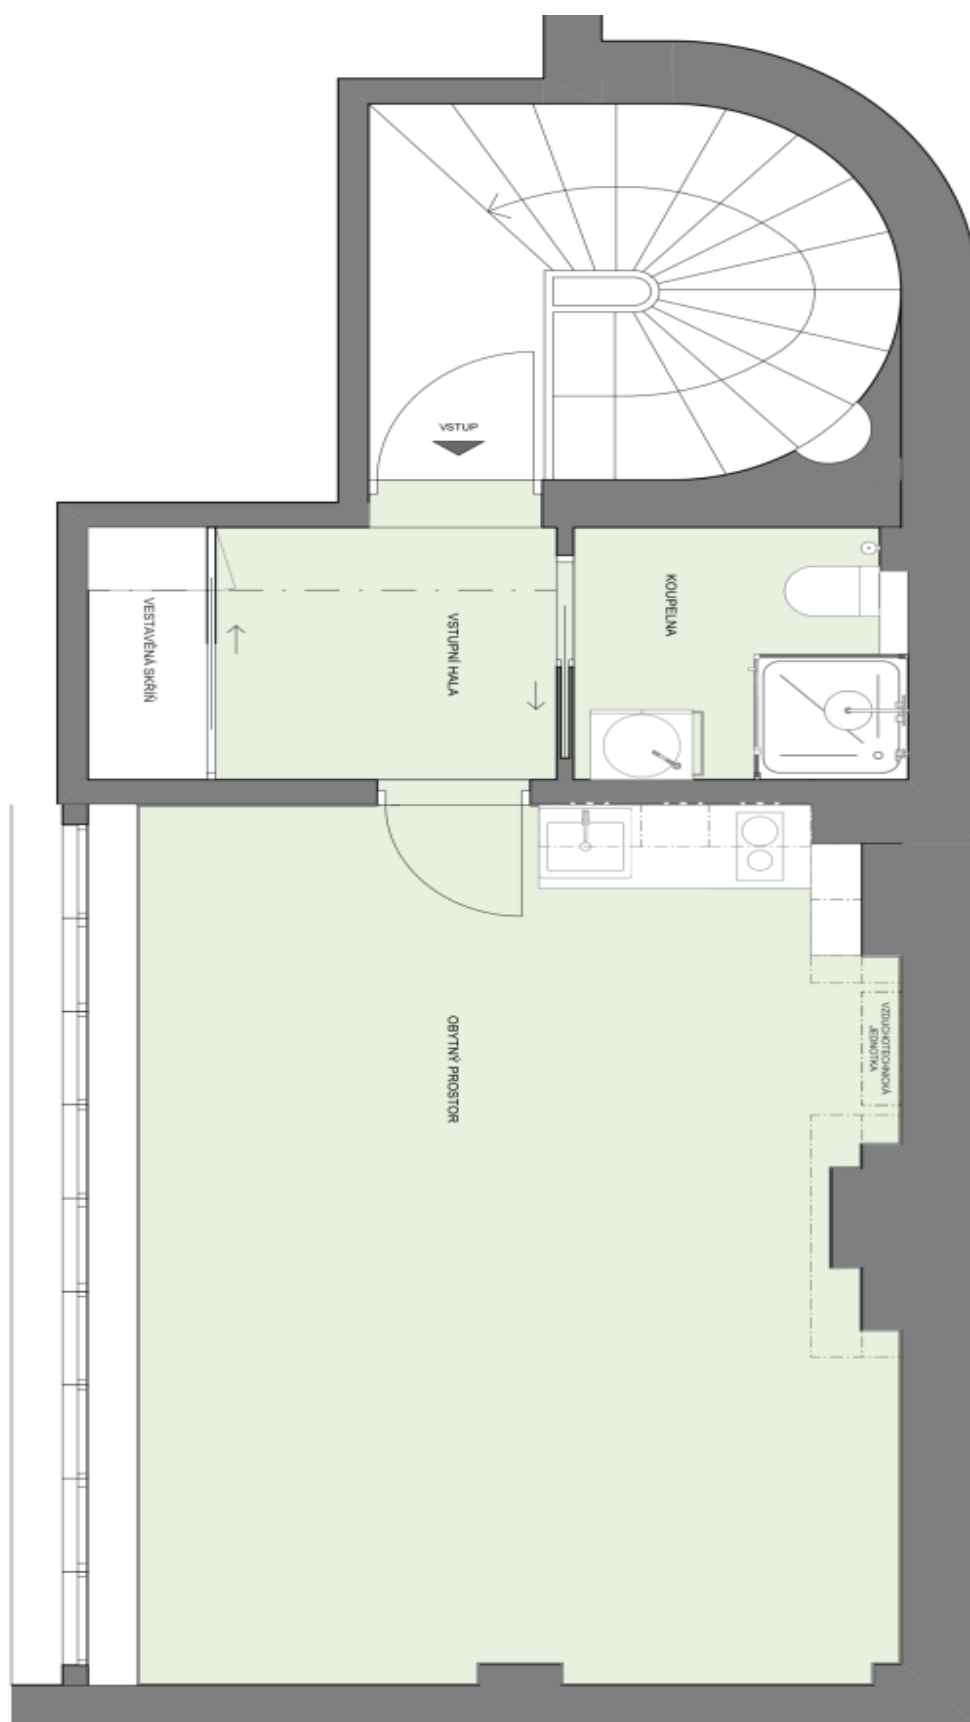 VSTUP
VESTAVĚNÁ SKŘÍŇ
VSTUPNÍ HALA
KOUPELNA
OBYTNÝ PROSTOR
VZDUCHOTECHNICKÁ
JEDNOTKA